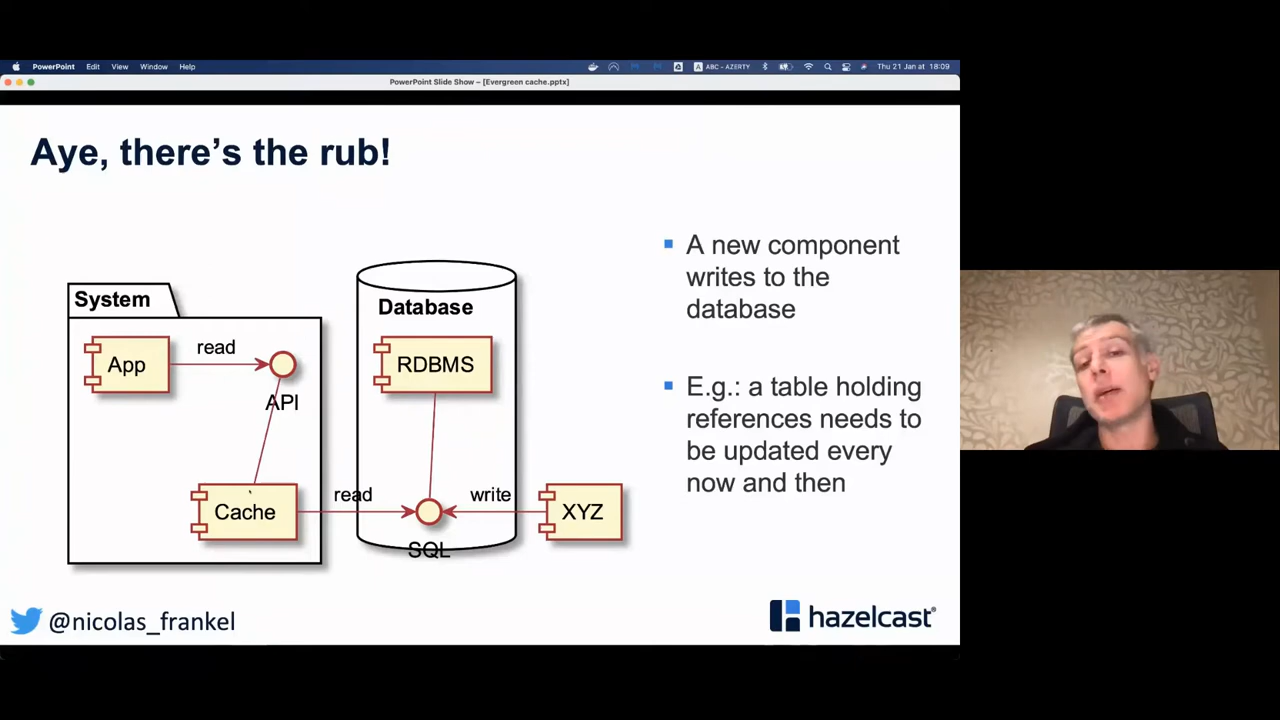 PowerPoint Edit View Window Help
ABC – AZERTY
Thu 21 Jan at 18:09
PowerPoint Slide Show – [Evergreen cache.pptx]
Aye, there’s the rub!
System
App
read
API
Cache
read
Database
RDBMS
SQL
write
XYZ
A new component
writes to the
database
E.g.: a table holding
references needs to
be updated every
now and then
@nicolas_frankel
hazelcast®